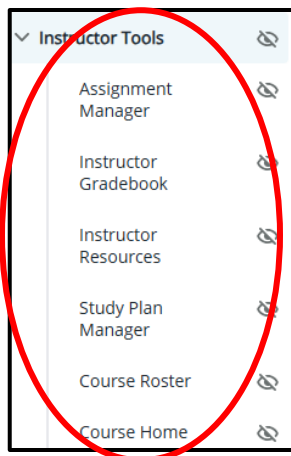 Instructor Tools
Assignment
Manager
Instructor
Gradebook
Instructor
Resources
Study Plan
Manager
Course Roster
Course Home